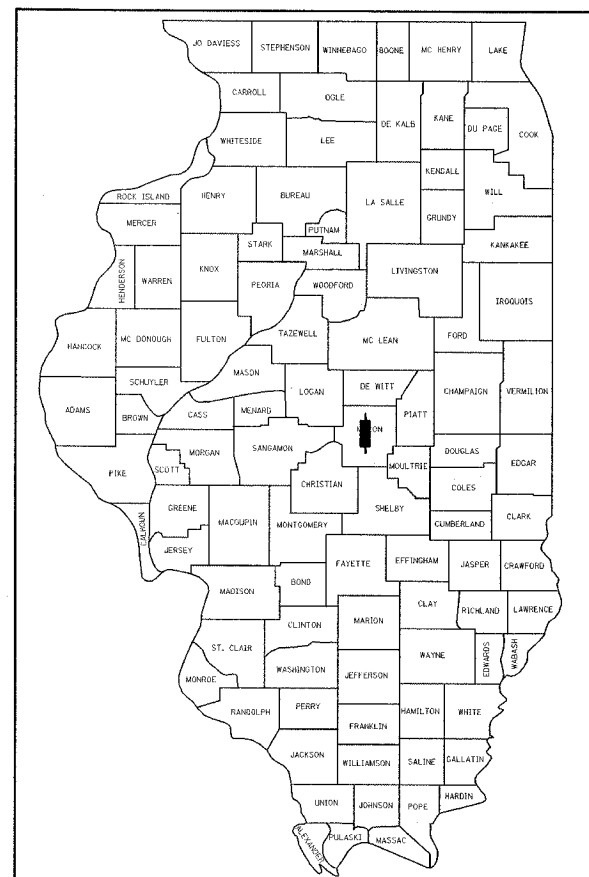 JO DAVIESS
STEPHENSON
WINNEBAGO
BOONE
MC HENRY
LAKE
CARROLL
OGLE
DE KALB
KANE
DU PAGE
COOK
WHITESIDE
LEE
KENDALL
WILL
ROCK ISLAND
HENRY
BUREAU
LA SALLE
GRUNDY
MERCER
PUTNAM
STARK
MARSHALL
KANKAKEE
HENDERSON
WARREN
KNOX
PEORIA
WOODFORD
LIVINGSTON
IROQUOIS
HANCOCK
MC DONOUGH
FULTON
TAZEWELL
MC LEAN
FORD
SCHUYLER
MASON
LOGAN
DE WITT
CHAMPAIGN
VERMILION
ADAMS
BROWN
CASS
MENARD
PIATT
PIKE
SCOTT
MORGAN
SANGAMON
CHRISTIAN
MOULTRIE
DOUGLAS
EDGAR
COLES
CALHOUN
GREENE
MACOUPIN
MONTGOMERY
SHELBY
CUMBERLAND
CLARK
JERSEY
FAYETTE
EFFINGHAM
JASPER
CRAWFORD
MADISON
BOND
CLAY
RICHLAND
LAWRENCE
CLINTON
MARION
ST. CLAIR
WAYNE
EDWARDS
WABASH
MONROE
WASHINGTON
JEFFERSON
RANDOLPH
PERRY
HAMILTON
WHITE
FRANKLIN
JACKSON
WILLIAMSON
SALINE
GALLATIN
UNION
JOHNSON
POPE
HARDIN
ALEXANDER
PULASKI
MASSAC